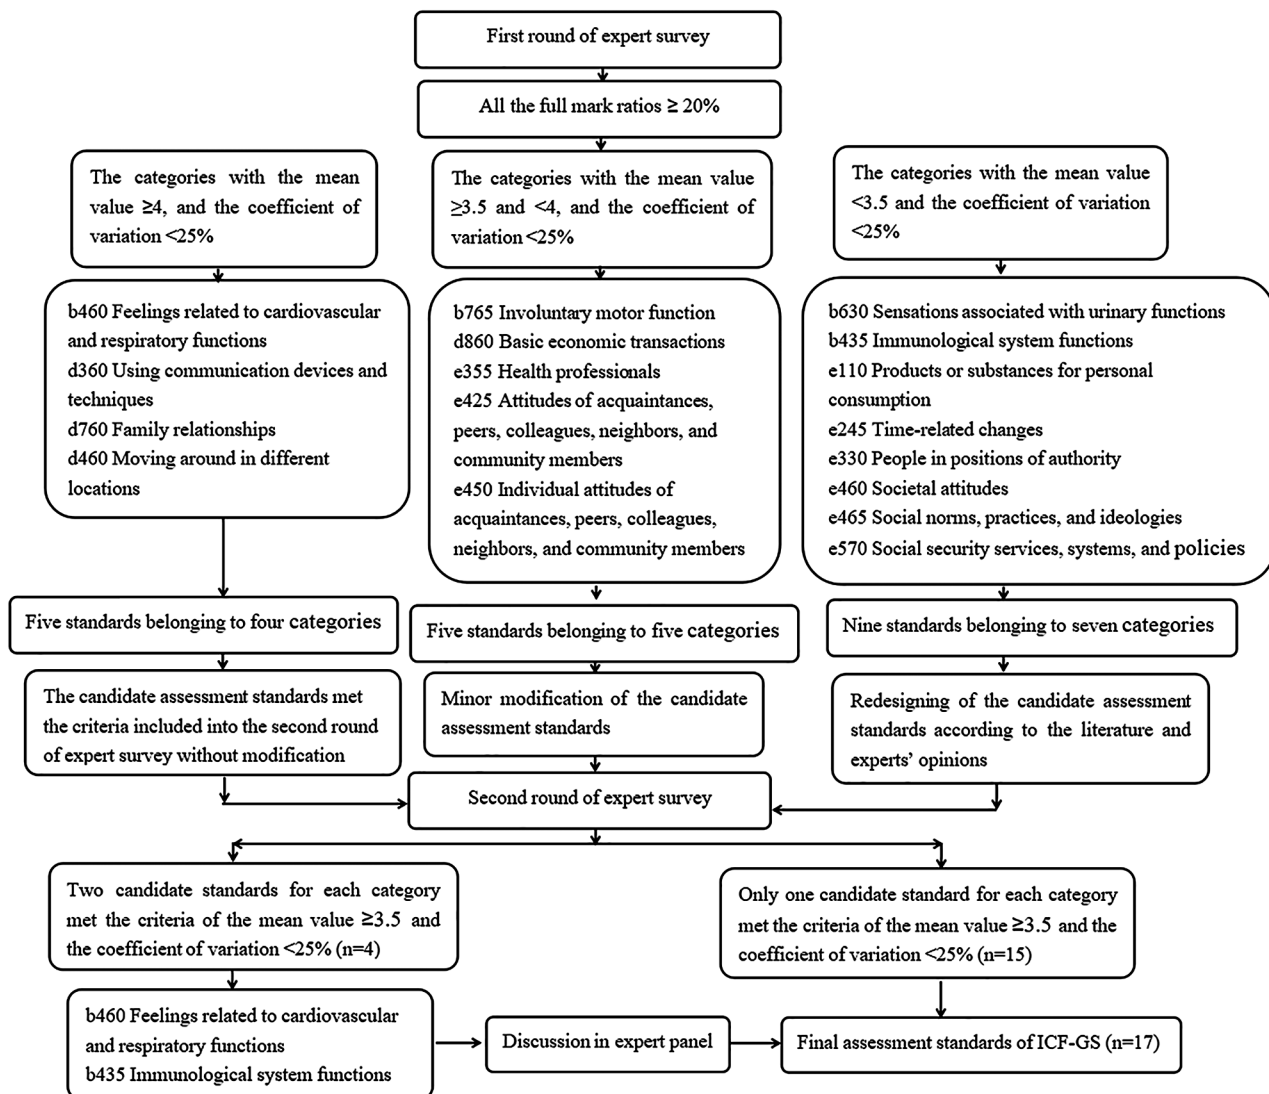 First round of expert survey
All the full mark ratios ≥ 20%
The categories with the mean
value ≥4, and the coefficient of
variation <25%
The categories with the mean value
≥3.5 and <4, and the coefficient of
variation <25%
The categories with the mean value
<3.5 and the coefficient of variation
<25%
b460 Feelings related to cardiovascular
and respiratory functions
d360 Using communication devices and
techniques
d760 Family relationships
d460 Moving around in different
locations
b765 Involuntary motor function
d860 Basic economic transactions
e355 Health professionals
e425 Attitudes of acquaintances,
peers, colleagues, neighbors, and
community members
e450 Individual attitudes of
acquaintances, peers, colleagues,
neighbors, and community members
b630 Sensations associated with urinary functions
b435 Immunological system functions
e110 Products or substances for personal
consumption
e245 Time-related changes
e330 People in positions of authority
e460 Societal attitudes
e465 Social norms, practices, and ideologies
e570 Social security services, systems, and policies
Five standards belonging to four categories
Five standards belonging to five categories
Nine standards belonging to seven categories
The candidate assessment standards met
the criteria included into the second round
of expert survey without modification
Minor modification of the candidate
assessment standards
Redesigning of the candidate assessment
standards according to the literature and
experts' opinions
Second round of expert survey
Two candidate standards for each category
met the criteria of the mean value ≥3.5 and
the coefficient of variation <25% (n=4)
Only one candidate standard for each category
met the criteria of the mean value ≥3.5 and the
coefficient of variation <25% (n=15)
b460 Feelings related to cardiovascular
and respiratory functions
b435 Immunological system functions
Discussion in expert panel
Final assessment standards of ICF-GS (n=17)